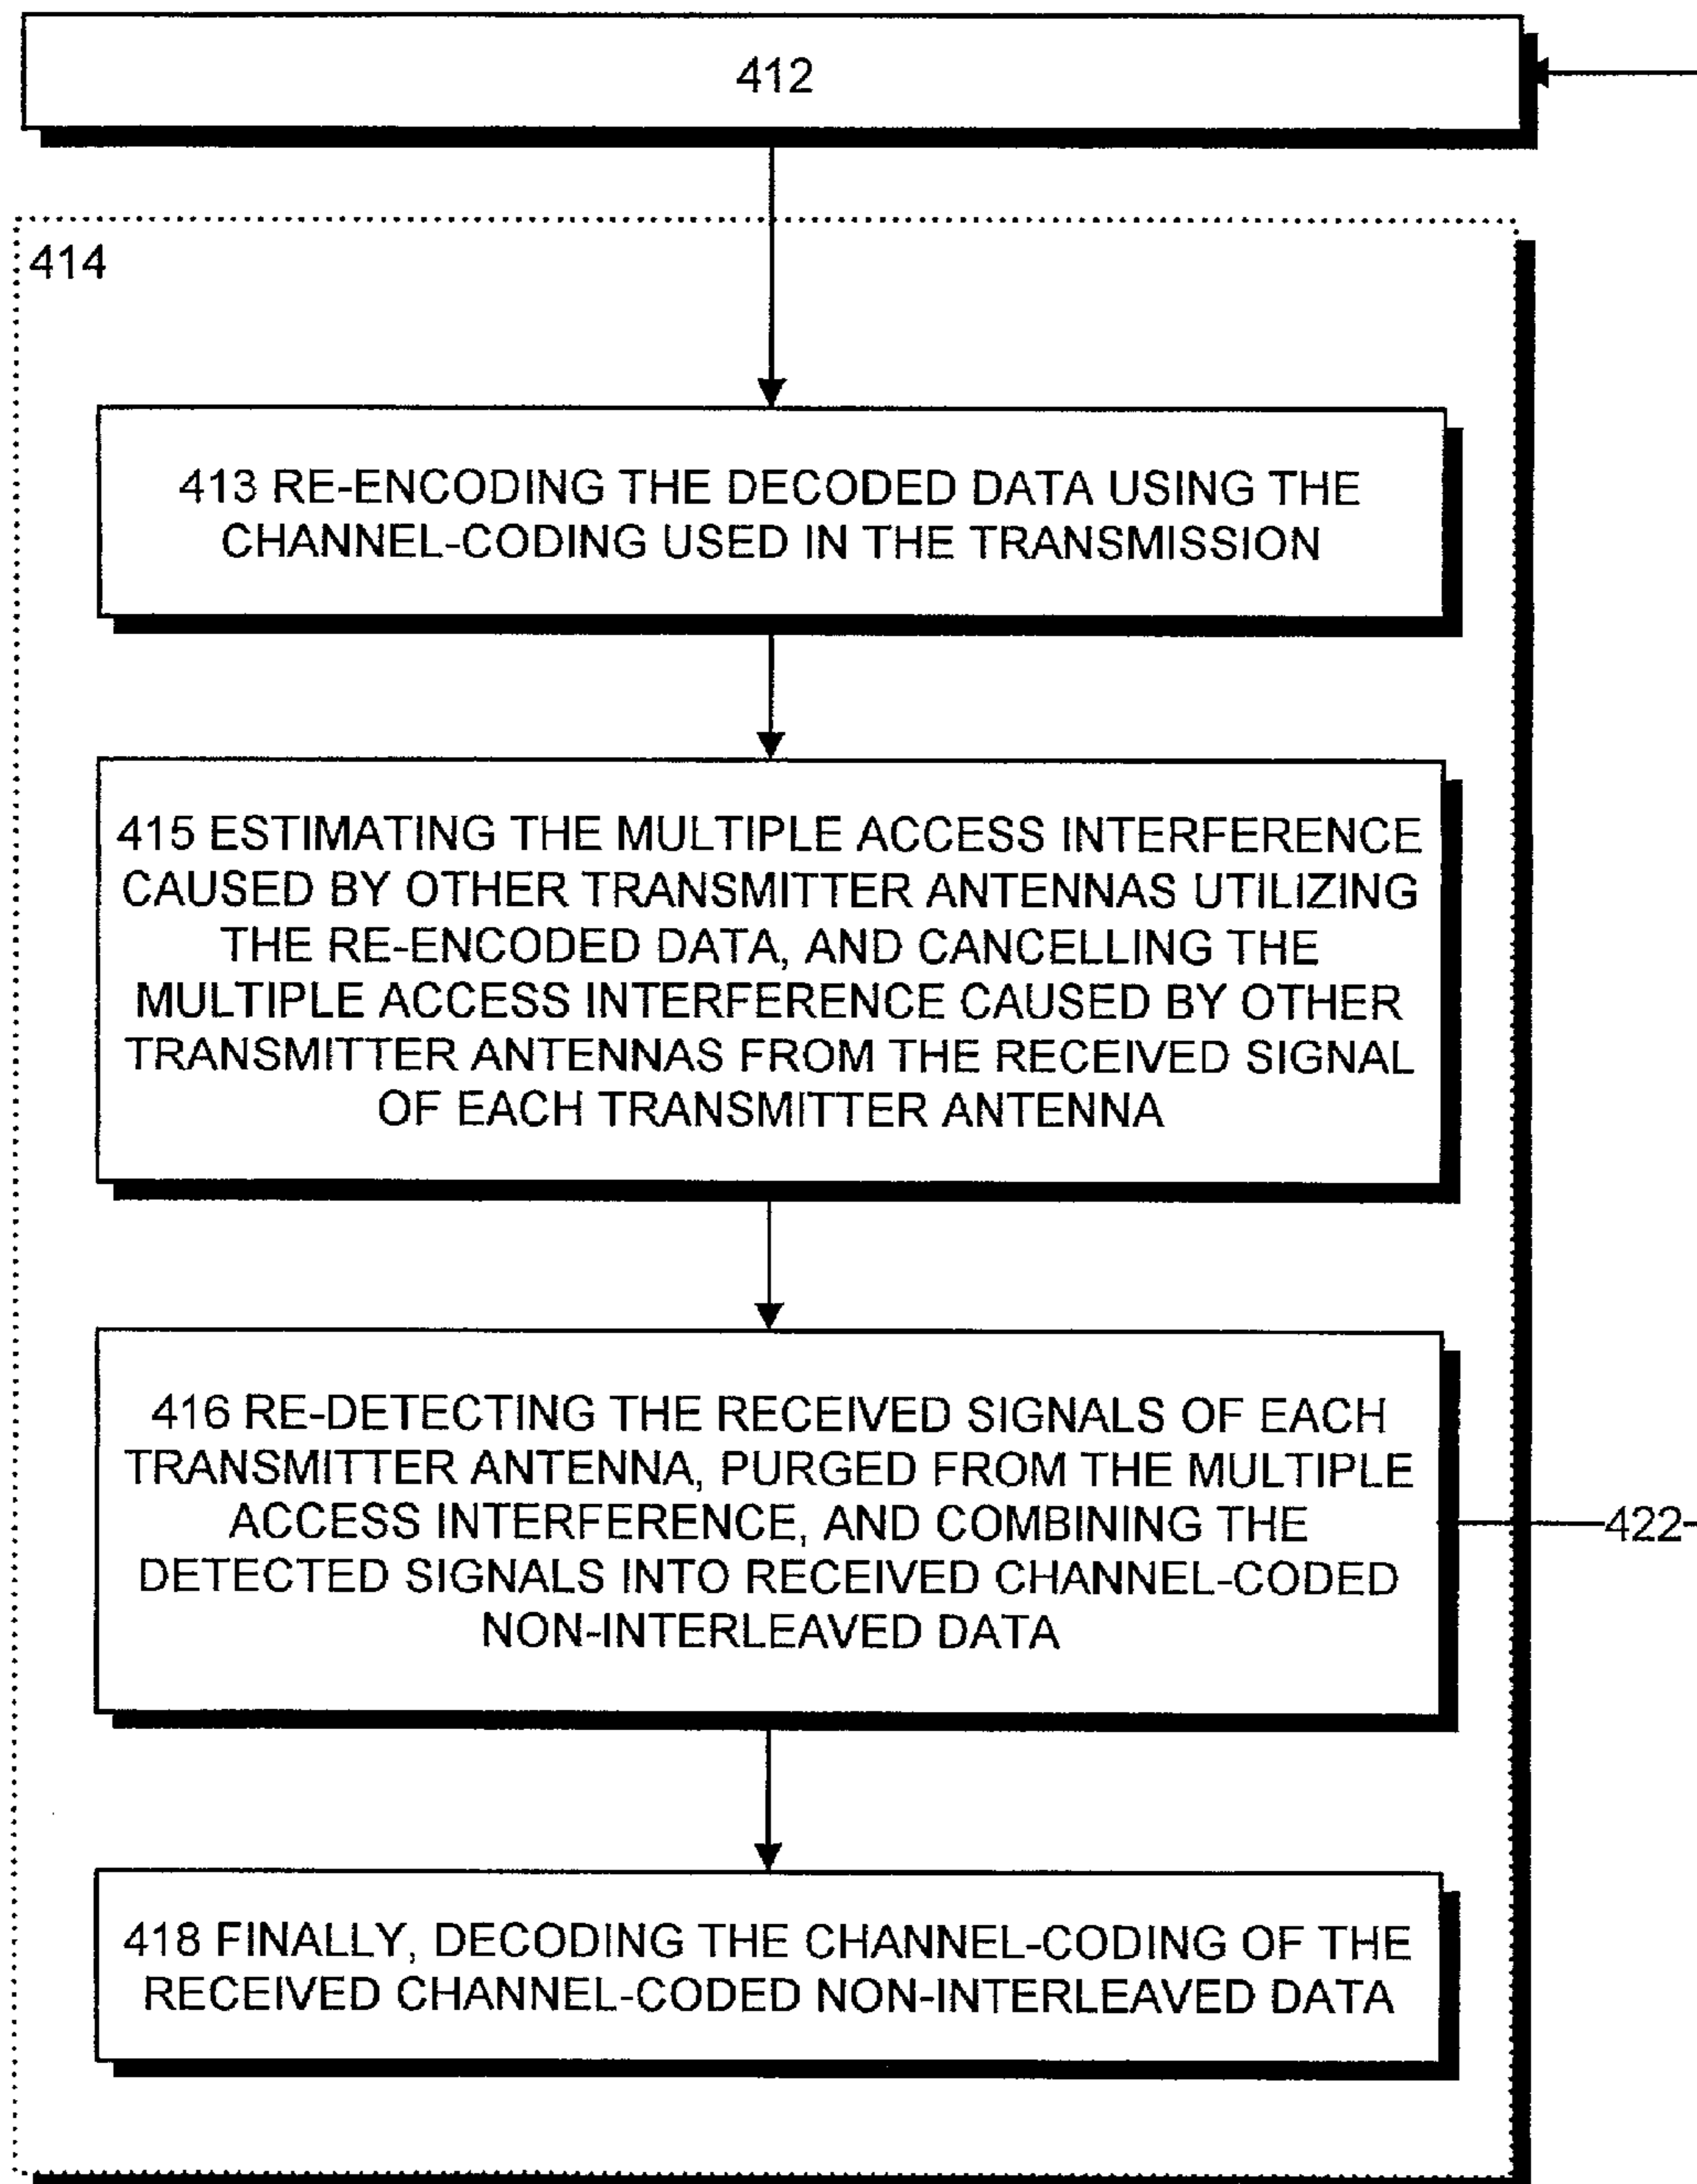 412
414
413 RE-ENCODING THE DECODED DATA USING THE
CHANNEL-CODING USED IN THE TRANSMISSION
415 ESTIMATING THE MULTIPLE ACCESS INTERFERENCE
CAUSED BY OTHER TRANSMITTER ANTENNAS UTILIZING
THE RE-ENCODED DATA, AND CANCELLING THE
MULTIPLE ACCESS INTERFERENCE CAUSED BY OTHER
TRANSMITTER ANTENNAS FROM THE RECEIVED SIGNAL
OF EACH TRANSMITTER ANTENNA
416 RE-DETECTING THE RECEIVED SIGNALS OF EACH
TRANSMITTER ANTENNA, PURGED FROM THE MULTIPLE
ACCESS INTERFERENCE, AND COMBINING THE
DETECTED SIGNALS INTO RECEIVED CHANNEL-CODED
NON-INTERLEAVED DATA
422
418 FINALLY, DECODING THE CHANNEL-CODING OF THE
RECEIVED CHANNEL-CODED NON-INTERLEAVED DATA